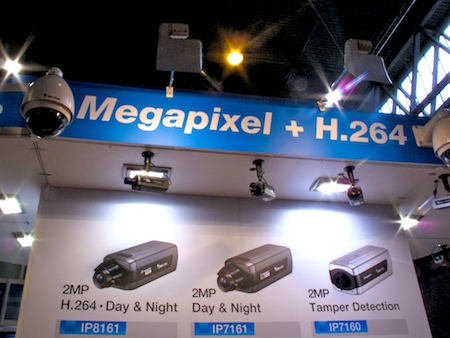 Megapixel + H.264
2MP
H.264 · Day & Night
IP8161
2MP
Day & Night
IP7161
2MP
Tamper Detection
IP7160